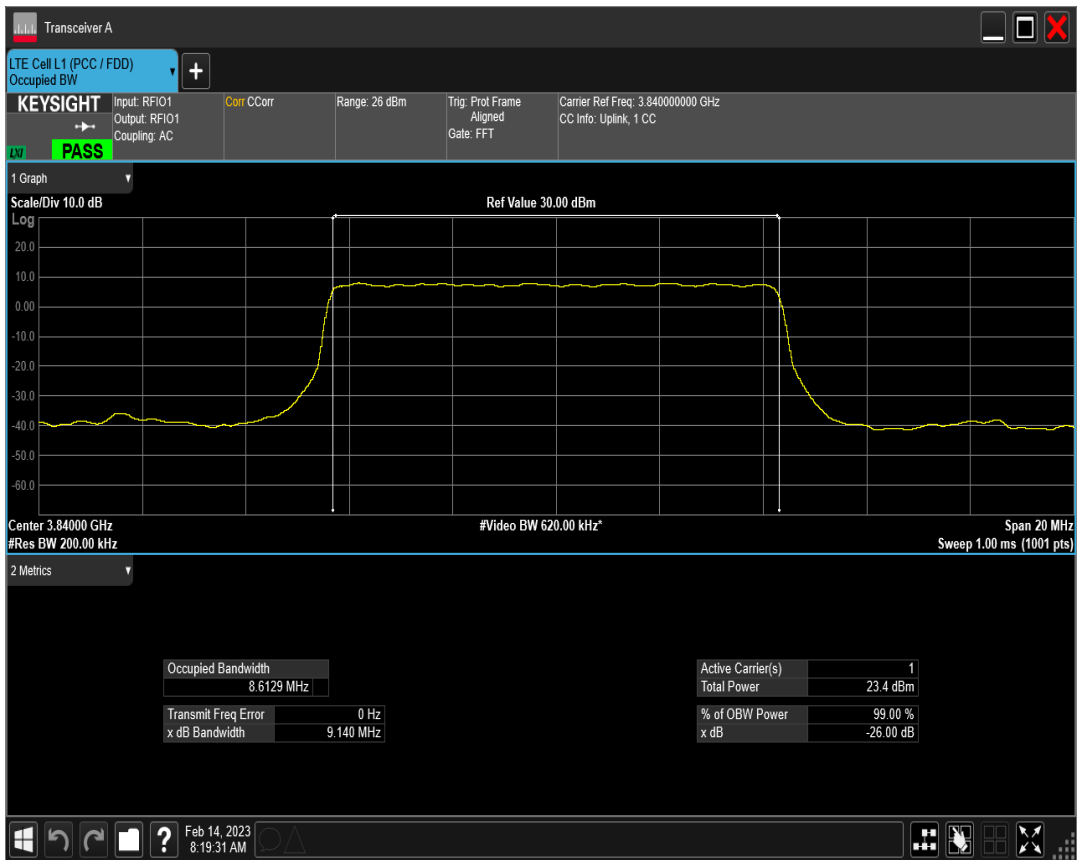 Transceiver A
LTE Cell L1 (PCC / FDD)
Occupied BW
KEYSIGHT
LXI
PASS
Input: RFIO1
Output: RFIO1
Coupling: AC
Corr CCorr
Range: 26 dBm
Trig: Prot Frame
Aligned
Gate: FFT
Carrier Ref Freq: 3.840000000 GHz
CC Info: Uplink, 1 CC
1 Graph
Scale/Div 10.0 dB
Ref Value 30.00 dBm
Log
20.0
10.0
0.00
-10.0
-20.0
-30.0
-40.0
-50.0
-60.0
Center 3.84000 GHz
#Video BW 620.00 kHz*
Span 20 MHz
#Res BW 200.00 kHz
Sweep 1.00 ms (1001 pts)
2 Metrics
Occupied Bandwidth
8.6129 MHz
Transmit Freq Error 0 Hz
x dB Bandwidth 9.140 MHz
Active Carrier(s) 1
Total Power 23.4 dBm
% of OBW Power 99.00 %
x dB -26.00 dB
?
Feb 14, 2023
8:19:31 AM